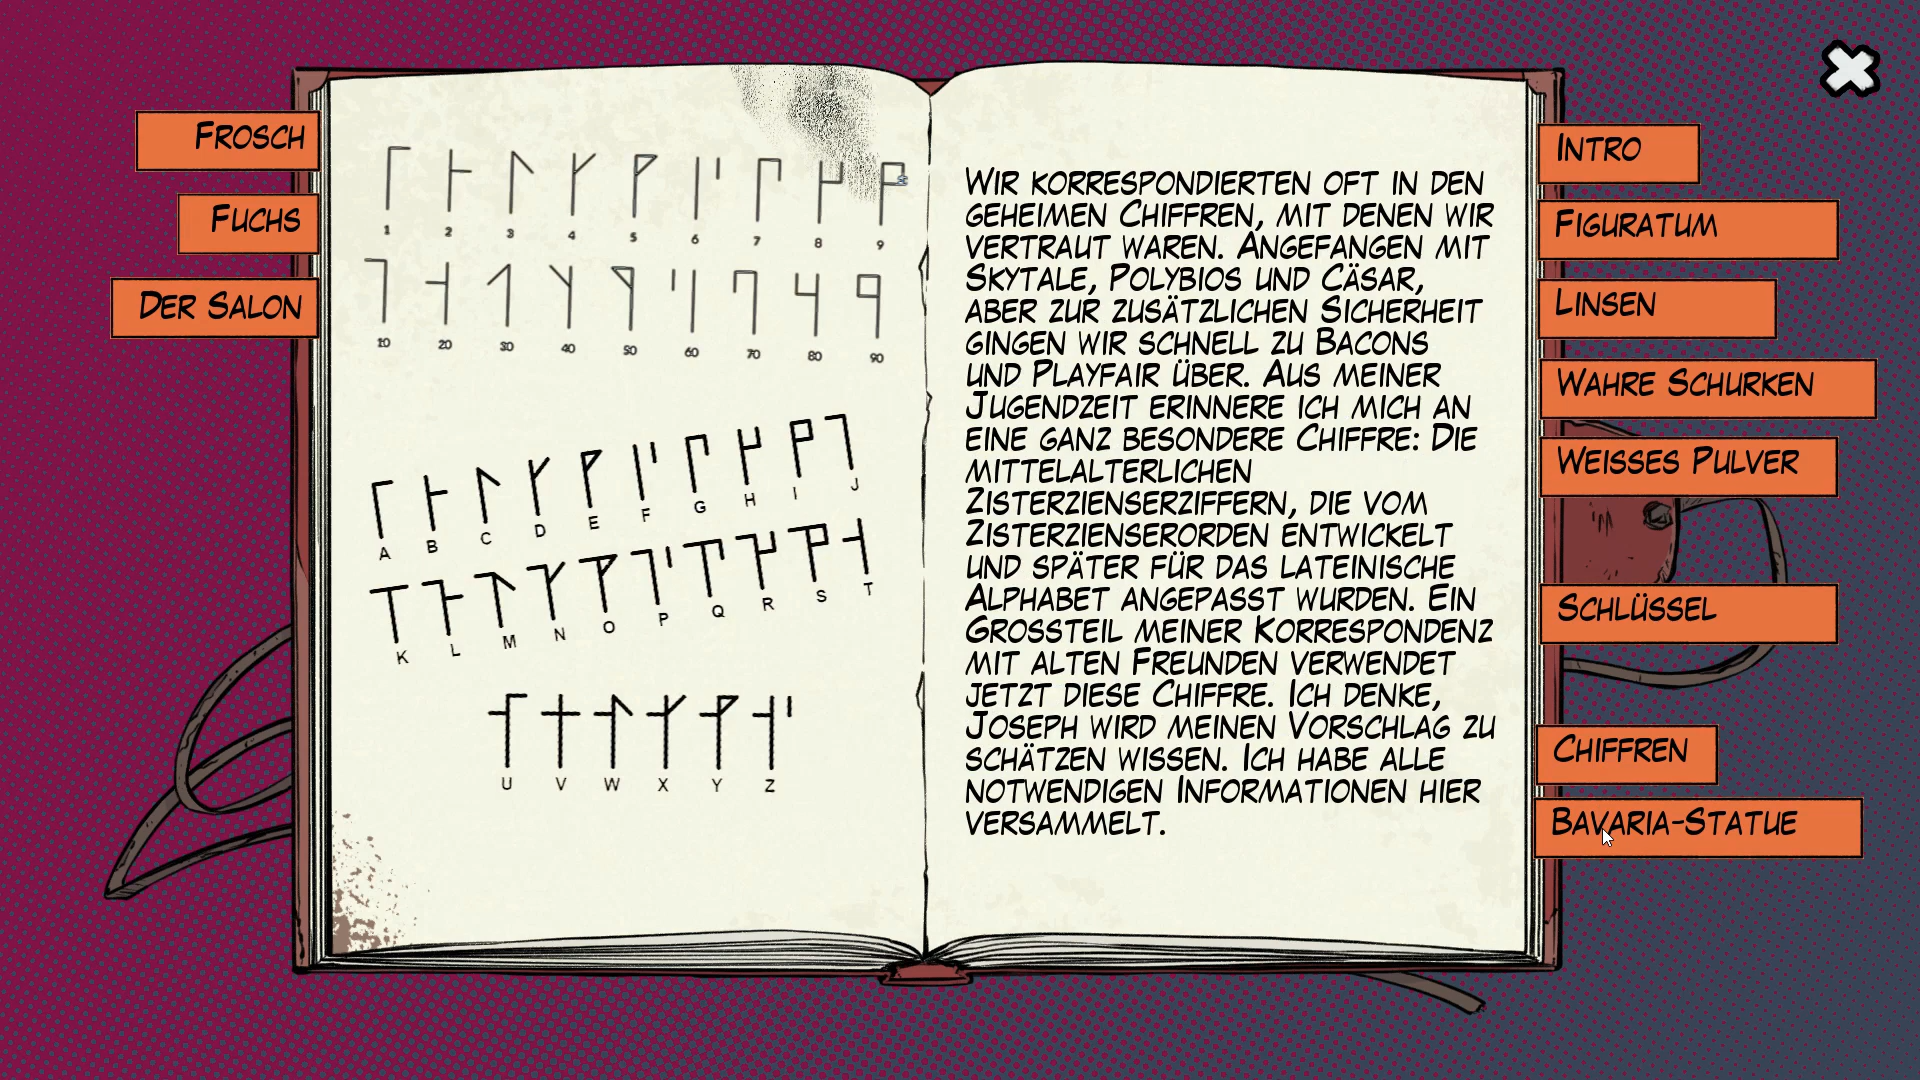 Frosch
Fuchs
Der Salon
1 2 3 4 5 6 7 8 9
10 20 30 40 50 60 70 80 90
A B C D E F G H I J
K L M N O P Q R S T
U V W X Y Z
Wir korrespondierten oft in den
geheimen Chiffren, mit denen wir
vertraut waren. Angefangen mit
Skytale, Polybios und Cäsar,
aber zur zusätzlichen Sicherheit
gingen wir schnell zu Bacons
und Playfair über. Aus meiner
Jugendzeit erinnere ich mich an
eine ganz besondere Chiffre: Die
mittelalterlichen
Zisterzienserziffern, die vom
Zisterzienserorden entwickelt
und später für das lateinische
Alphabet angepasst wurden. Ein
Grossteil meiner Korrespondenz
mit alten Freunden verwendet
jetzt diese Chiffre. Ich denke,
Joseph wird meinen Vorschlag zu
schätzen wissen. Ich habe alle
notwendigen Informationen hier
versammelt.
Intro
Figuratum
Linsen
Wahre Schurken
Weisses Pulver
Schlüssel
Chiffren
Bavaria-Statue